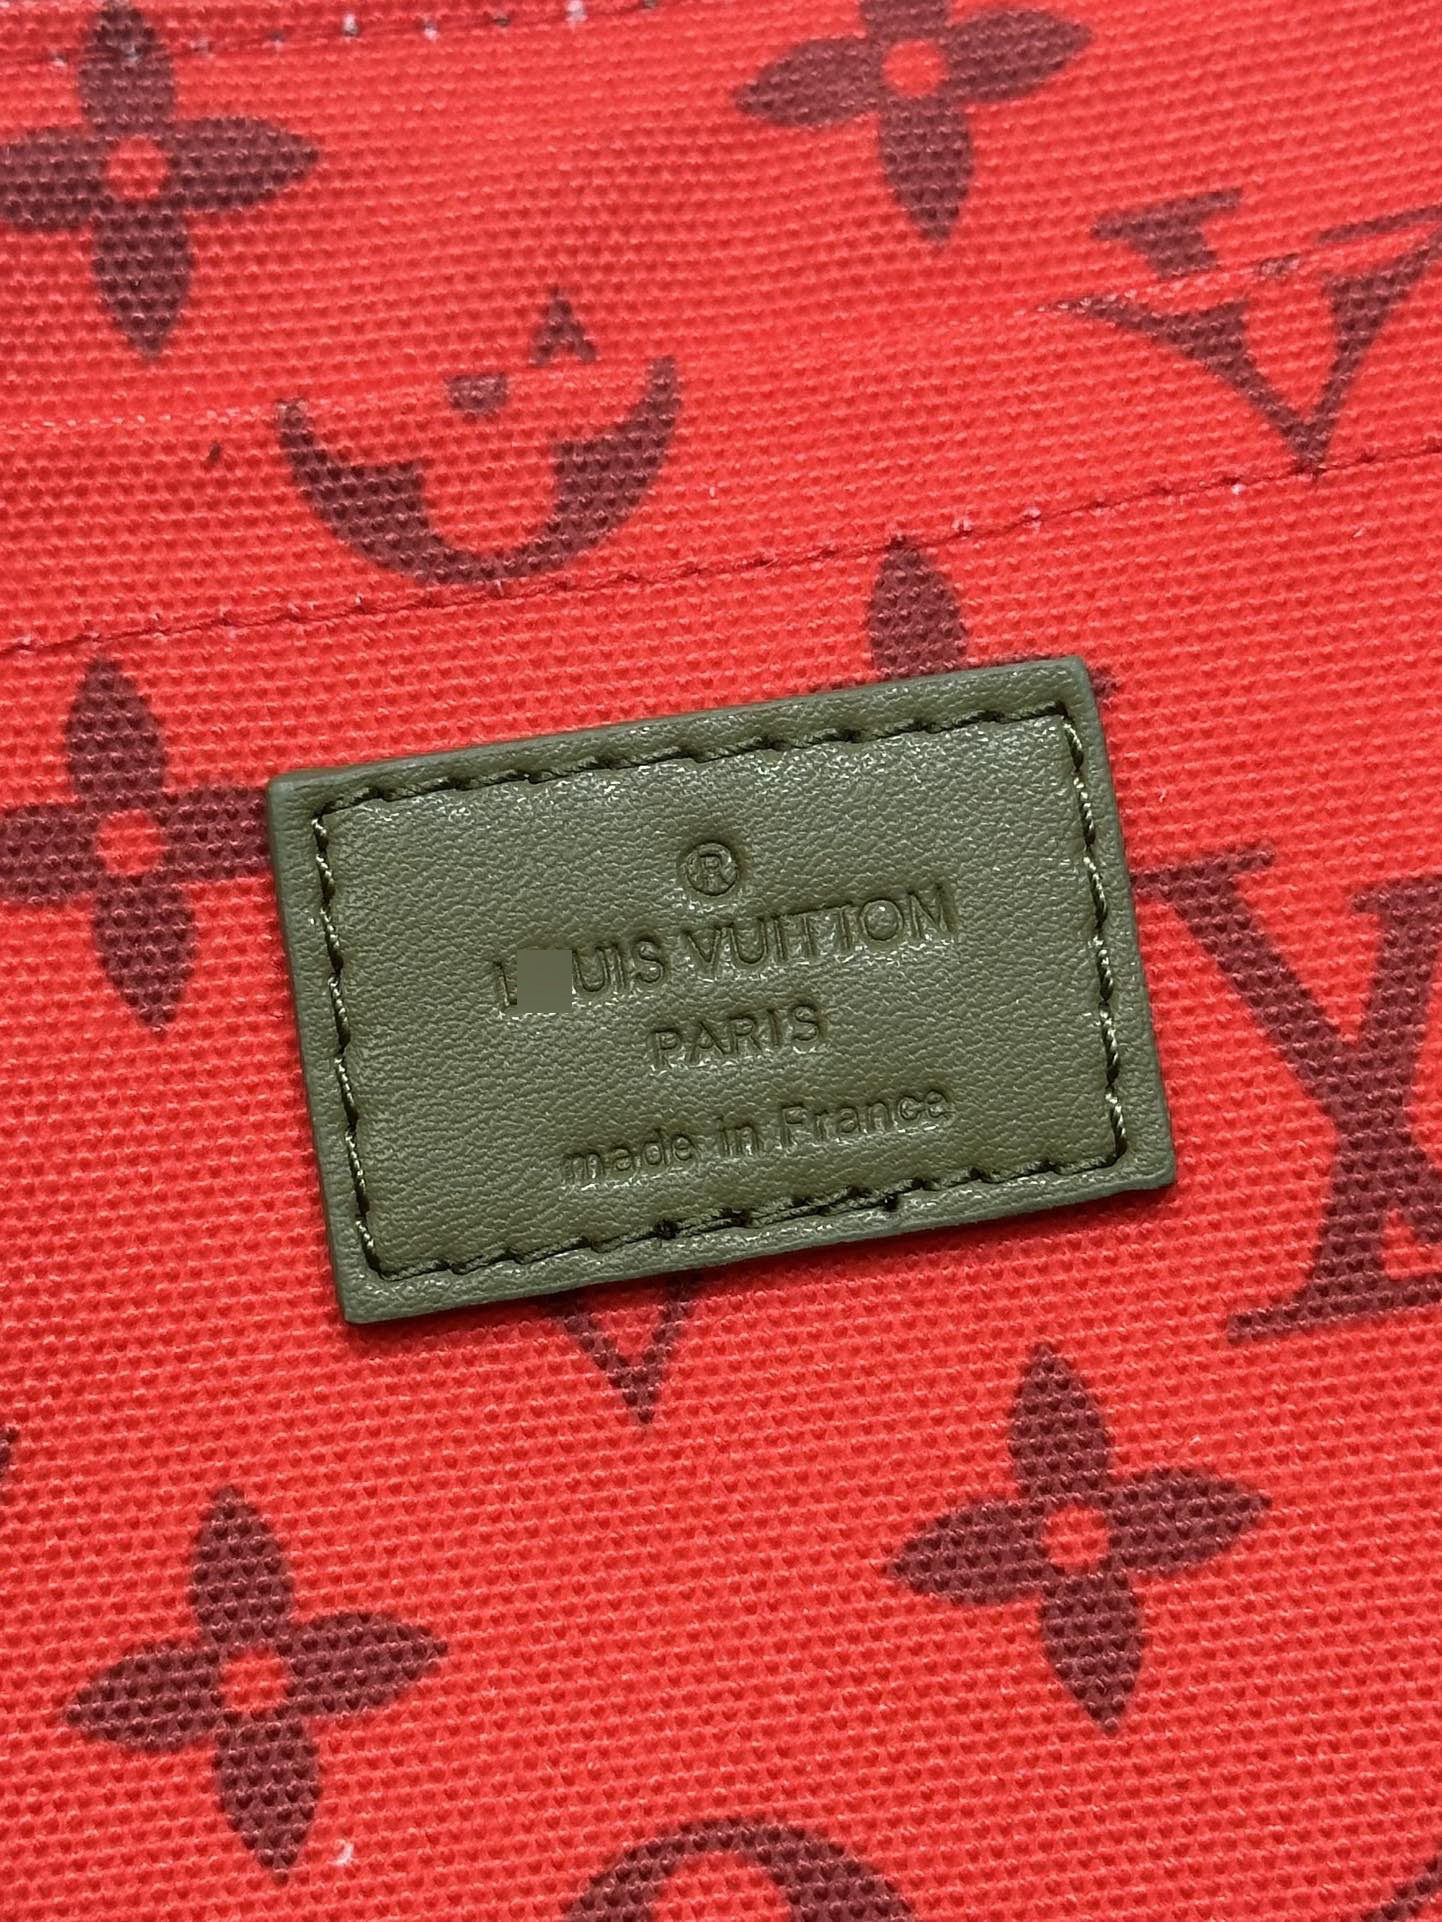 ®
L UIS VUITTON
PARIS
made in France